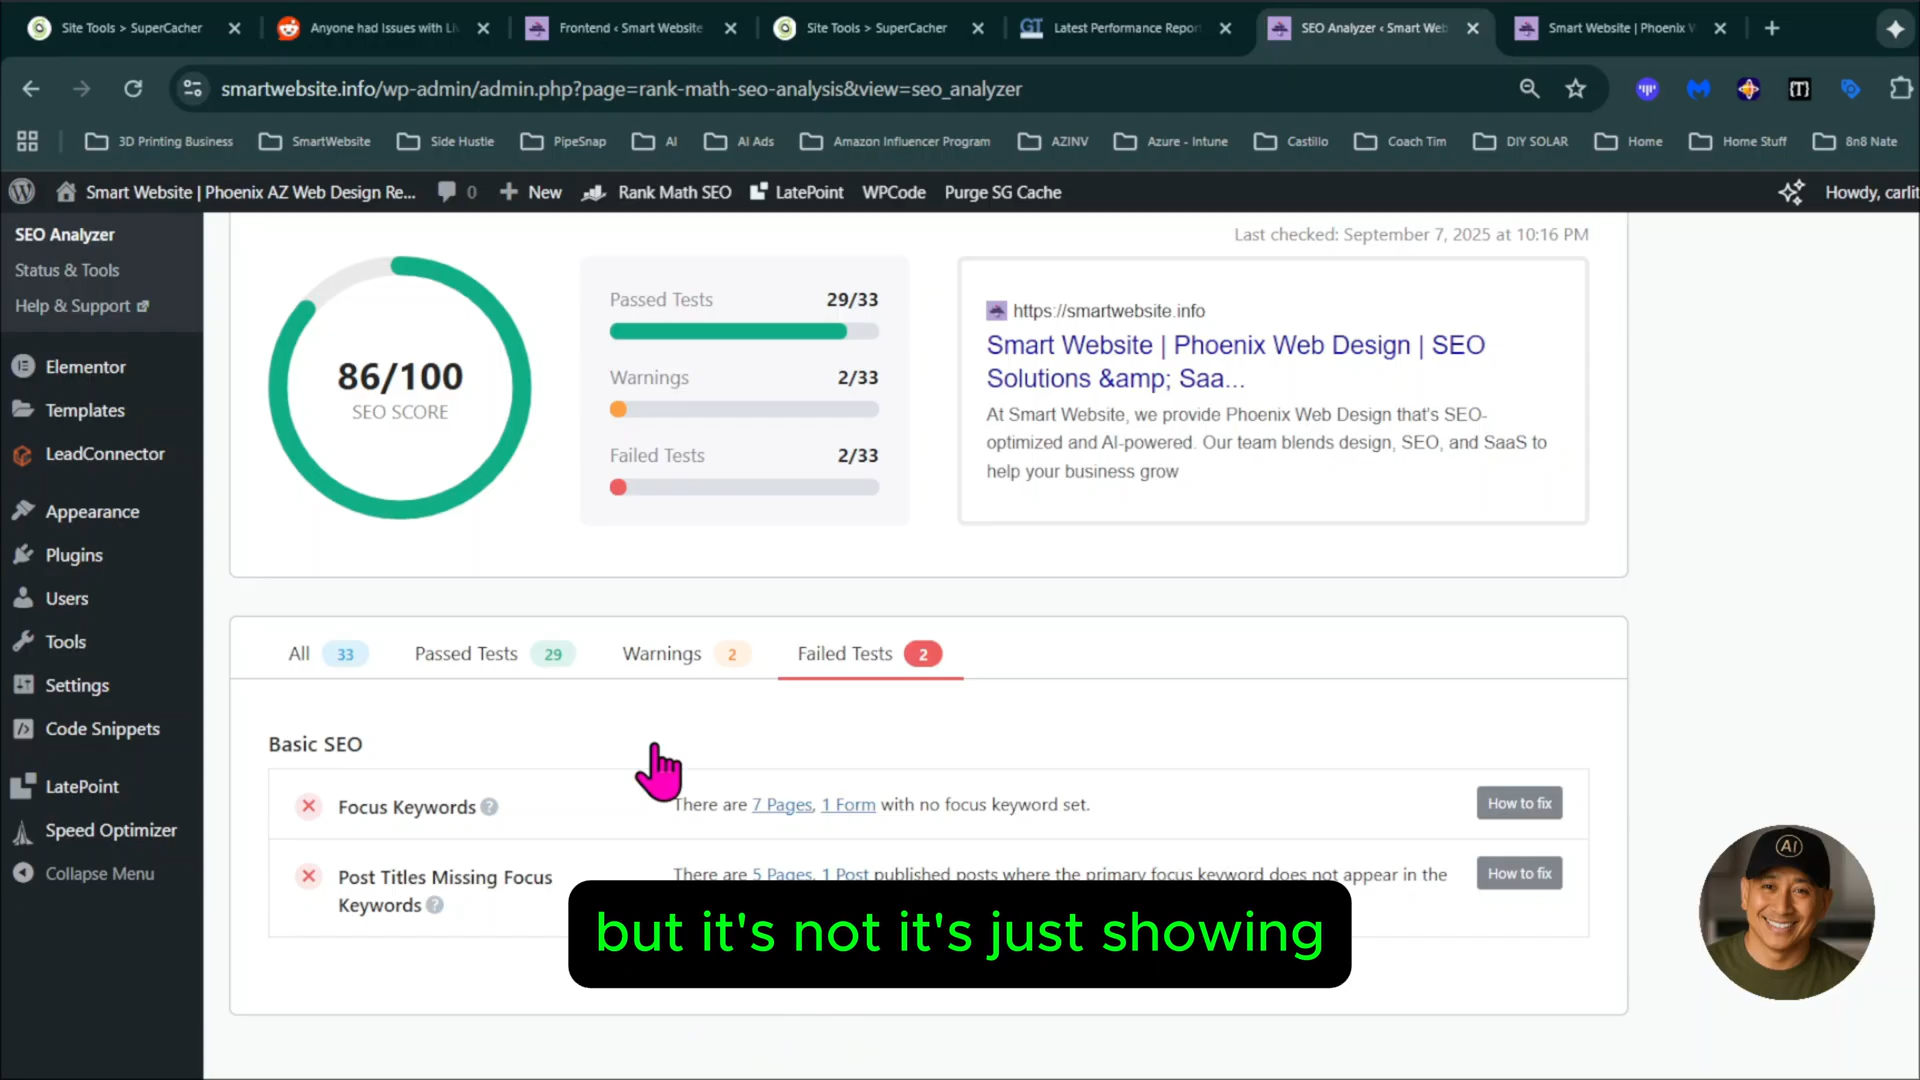 Site Tools > SuperCacher
Anyone had Issues with Li
Frontend ‹ Smart Website
Site Tools > SuperCacher
GT
Latest Performance Repor
SEO Analyzer ‹ Smart Web
Smart Website | Phoenix
smartwebsite.info/wp-admin/admin.php?page=rank-math-seo-analysis&view=seo_analyzer
{T}
3D Printing Business
SmartWebsite
Side Hustle
PipeSnap
AI
AI Ads
Amazon Influencer Program
AZINV
Azure - Intune
Castillo
Coach Tim
DIY SOLAR
Home
Home Stuff
8n8 Nate
Smart Website | Phoenix AZ Web Design Re...
0
New
Rank Math SEO
LatePoint
WPCode
Purge SG Cache
Howdy, carlit
SEO Analyzer
Status & Tools
Help & Support
Elementor
Templates
LeadConnector
Appearance
Plugins
Users
Tools
Settings
Code Snippets
LatePoint
Speed Optimizer
Collapse Menu
Last checked: September 7, 2025 at 10:16 PM
86/100
SEO SCORE
Passed Tests 29/33
Warnings 2/33
Failed Tests 2/33
https://smartwebsite.info
Smart Website | Phoenix Web Design | SEO
Solutions &amp; Saa...
At Smart Website, we provide Phoenix Web Design that's SEO-
optimized and AI-powered. Our team blends design, SEO, and SaaS to
help your business grow
All 33
Passed Tests 29
Warnings 2
Failed Tests 2
Basic SEO
Focus Keywords
There are 7 Pages, 1 Form with no focus keyword set.
How to fix
Post Titles Missing Focus
Keywords
There are 5 Pages, 1 Post published posts where the primary focus keyword does not appear in the
How to fix
but it's not it's just showing
AI